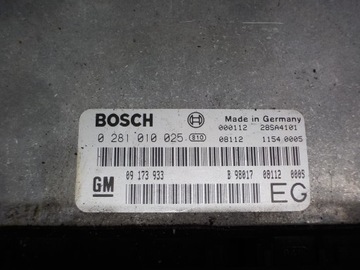 BOSCH Made in Germany
000112 28SA4101
0 281 010 025 810 08112 1154 0005
GM 09 173 933 B 98017 08112 0005
EG